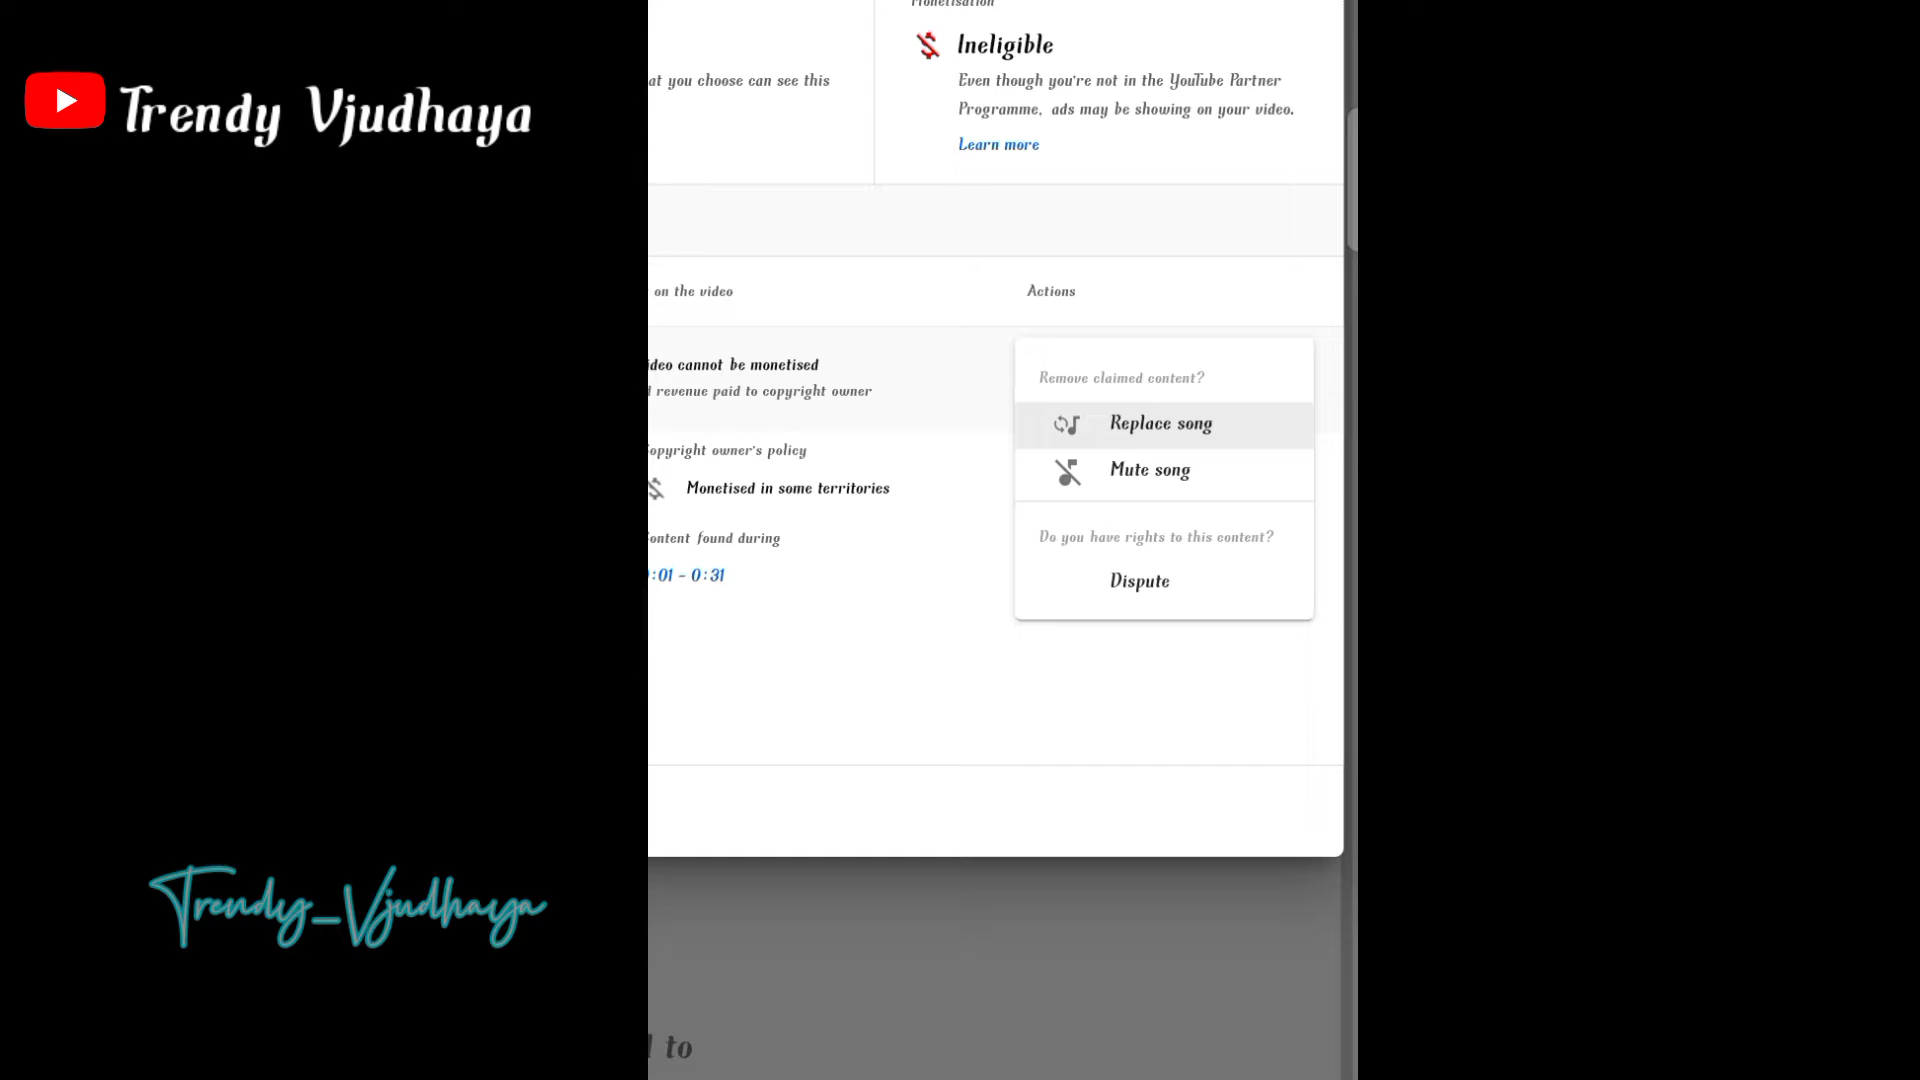 Monetisation
Ineligible
Trendy Vjudhaya
at you choose can see this
Even though you're not in the YouTube Partner
Programme, ads may be showing on your video.
Learn more
on the video
Actions
ideo cannot be monetised
revenue paid to copyright owner
Remove claimed content?
Replace song
opyright owner's policy
Mute song
Monetised in some territories
Do you have rights to this content?
ontent found during
:01 - 0:31
Dispute
Trendy_Vjudhaya
to